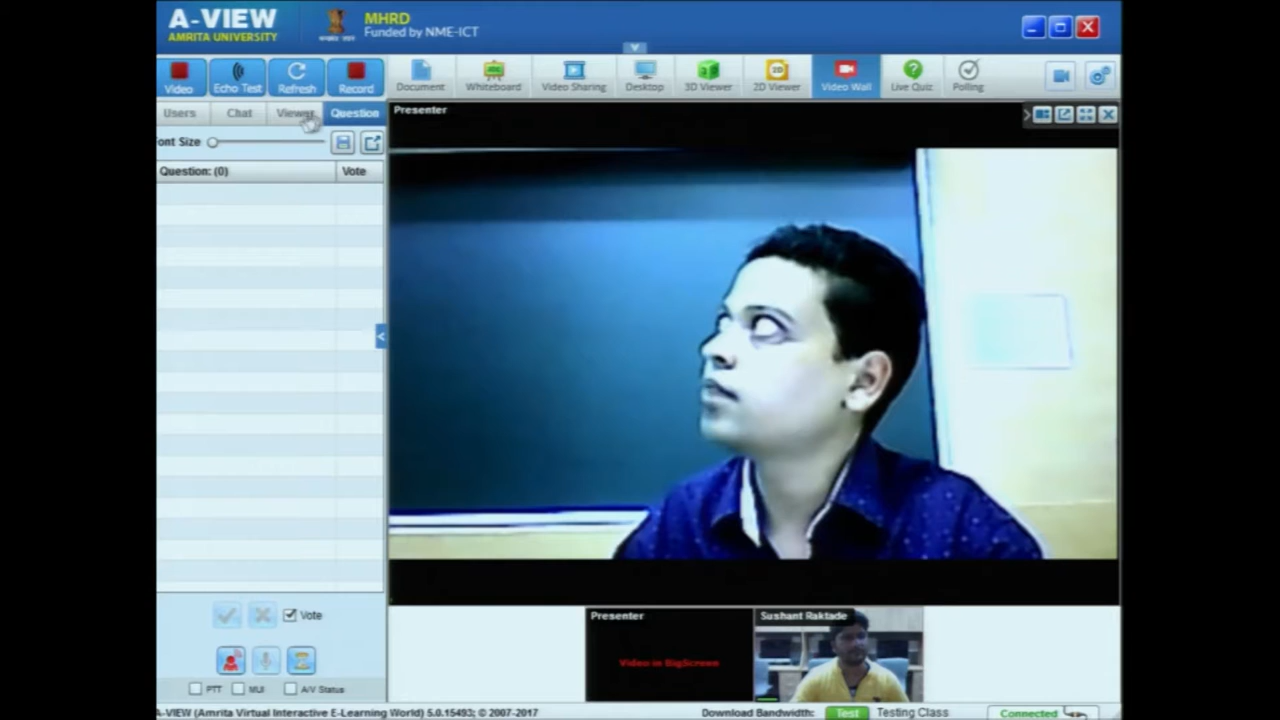 A-VIEW
AMRITA UNIVERSITY
MHRD
Funded by NME-ICT
Video
Echo Test
Refresh
Record
Document
Whiteboard
Video Sharing
Desktop
3D Viewer
2D Viewer
Video Wall
Live Quiz
Polling
Users
Chat
Viewer
Question
Presenter
ont Size
Question: (0)
Vote
Vote
PTT
MUI
A/V Status
Presenter
Video in BigScreen
Sushant Raktade
A-VIEW (Amrita Virtual Interactive E-Learning World) 5.0.15493; © 2007-2017
Download Bandwidth:
Test
Testing Class
Connected